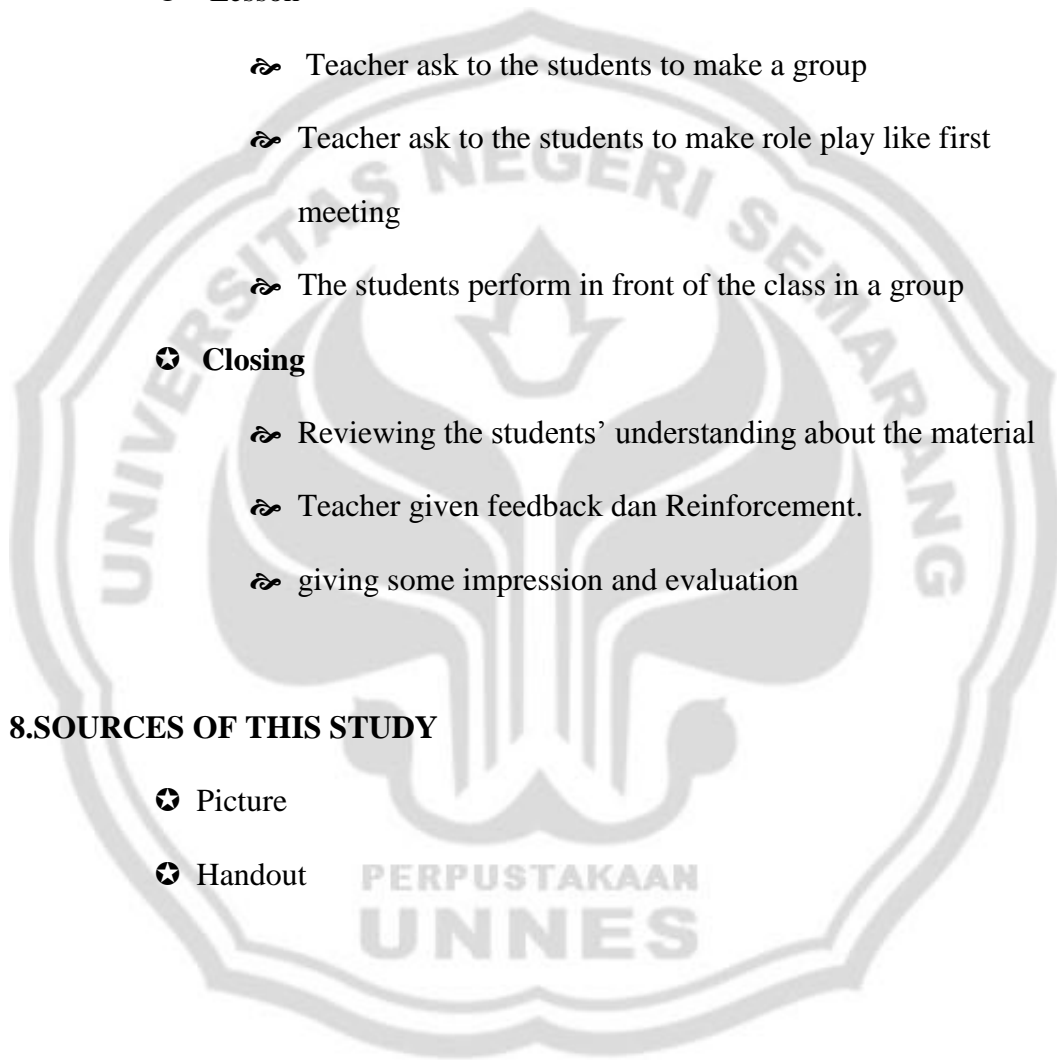 Lesson
Teacher ask to the students to make a group
Teacher ask to the students to make role play like first
meeting
The students perform in front of the class in a group
✪ Closing
Reviewing the students’ understanding about the material
Teacher given feedback dan Reinforcement.
giving some impression and evaluation
8.SOURCES OF THIS STUDY
✪ Picture
✪ Handout
UNIVERSITAS NEGERI SEMARANG
PERPUSTAKAAN
UNNES